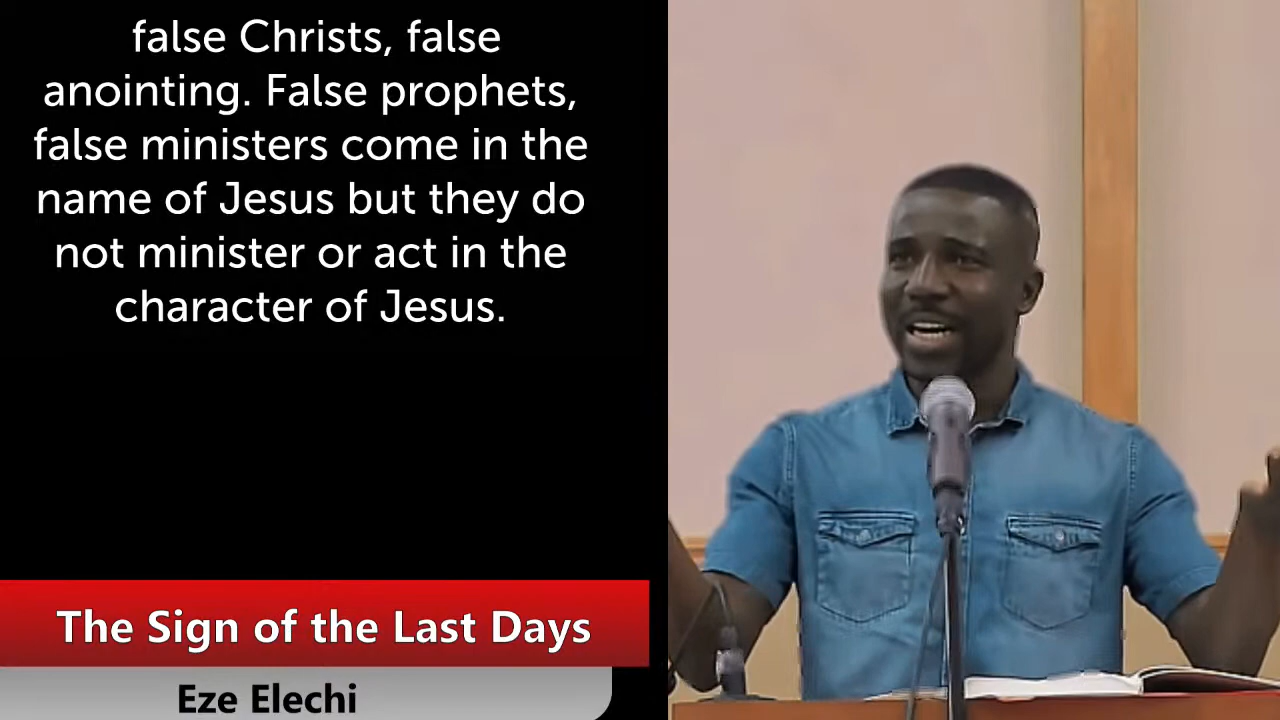 false Christs, false
anointing. False prophets,
false ministers come in the
name of Jesus but they do
not minister or act in the
character of Jesus.
The Sign of the Last Days
Eze Elechi